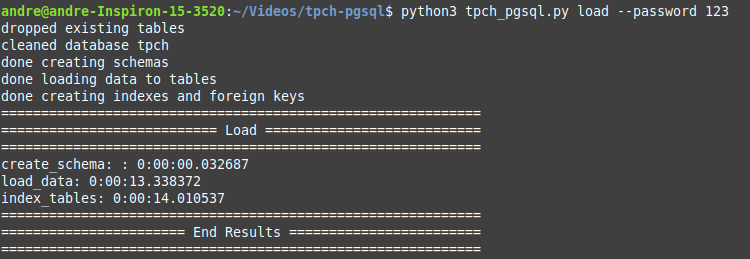 andre@andre-Inspiron-15-3520:~/Videos/tpch-pgsql$ python3 tpch_pgsql.py load --password 123
dropped existing tables
cleaned database tpch
done creating schemas
done loading data to tables
done creating indexes and foreign keys
============================================================
=========================== Load ===========================
============================================================
create_schema: : 0:00:00.032687
load_data: 0:00:13.338372
index_tables: 0:00:14.010537
============================================================
======================= End Results ========================
============================================================